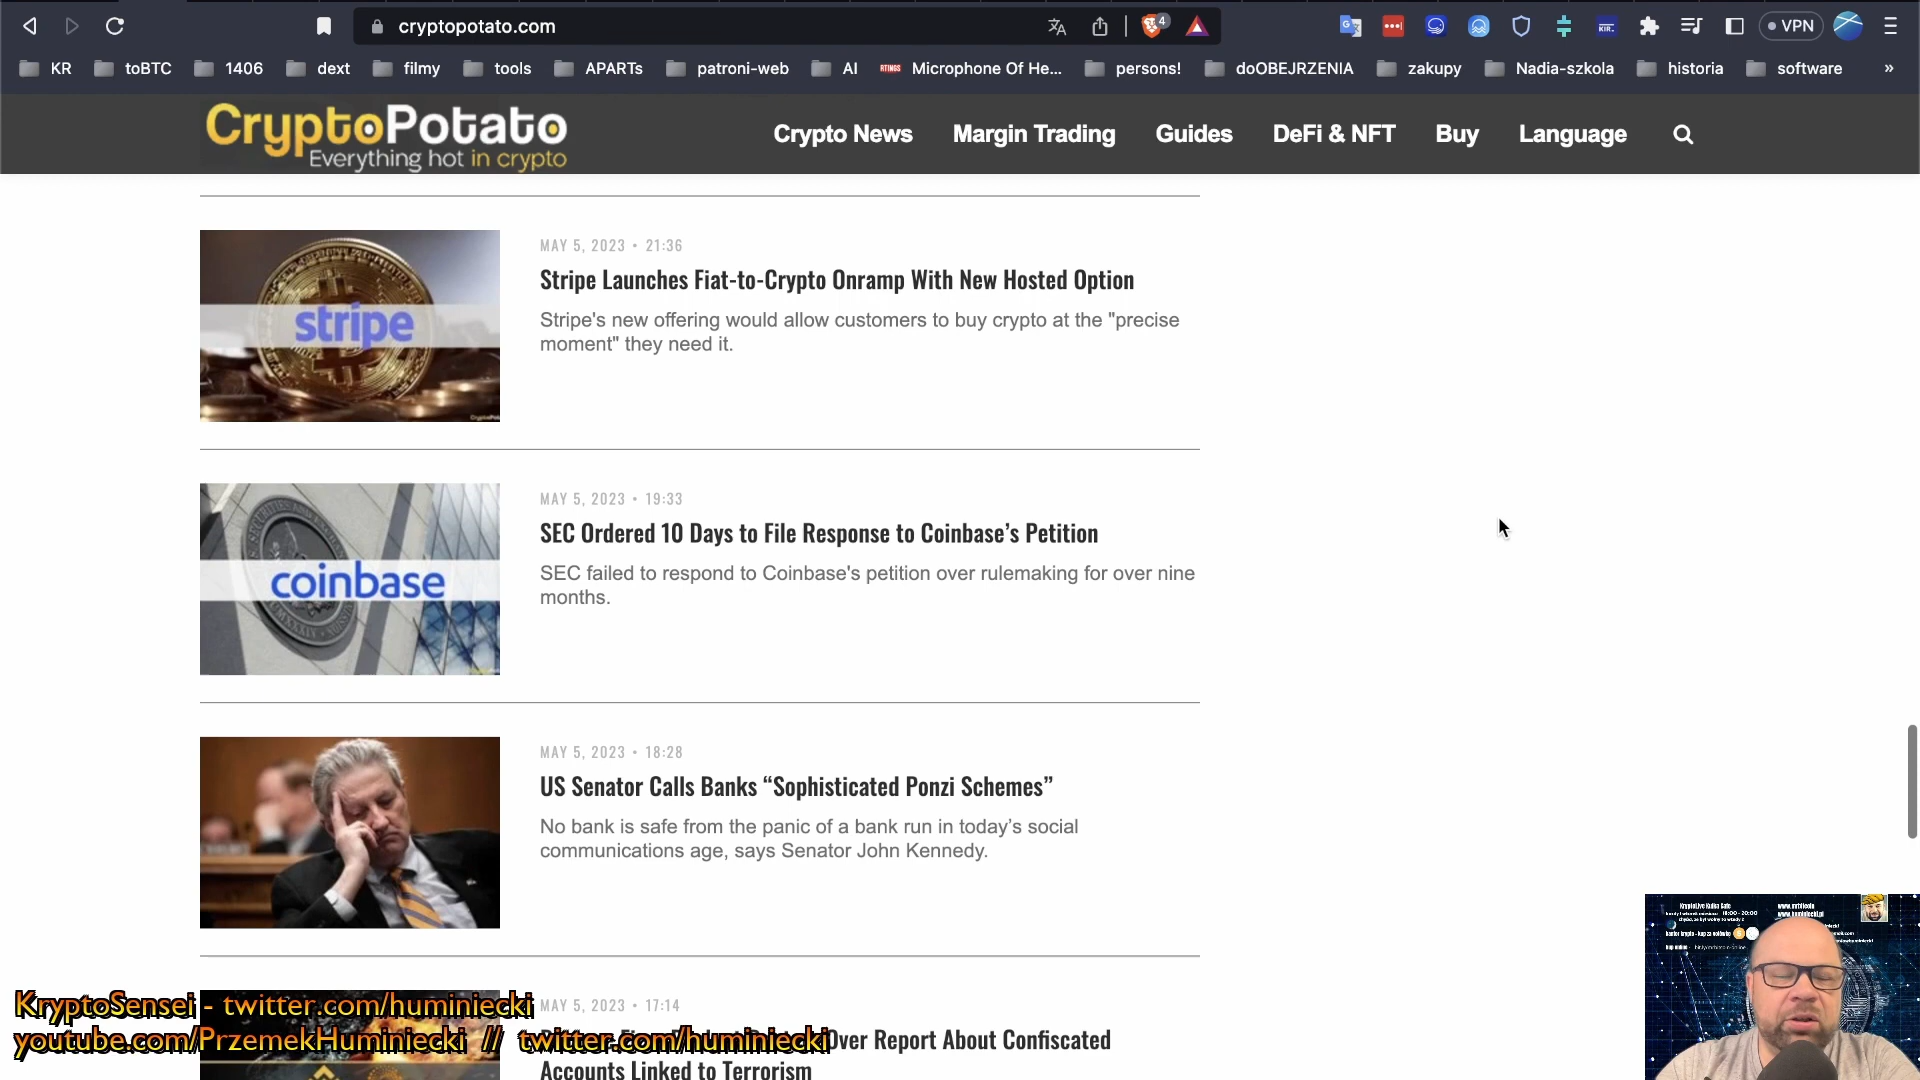 cryptopotato.com
4
VPN
KR
toBTC
1406
dext
filmy
tools
APARTs
patroni-web
AI
RTINGS
Microphone Of He...
persons!
doOBEJRZENIA
zakupy
Nadia-szkola
historia
software
»
CryptoPotato
Everything hot in crypto
Crypto News
Margin Trading
Guides
DeFi & NFT
Buy
Language
stripe
MAY 5, 2023 • 21:36
Stripe Launches Fiat-to-Crypto Onramp With New Hosted Option
Stripe's new offering would allow customers to buy crypto at the "precise
moment" they need it.
coinbase
MAY 5, 2023 • 19:33
SEC Ordered 10 Days to File Response to Coinbase’s Petition
SEC failed to respond to Coinbase's petition over rulemaking for over nine
months.
MAY 5, 2023 • 18:28
US Senator Calls Banks “Sophisticated Ponzi Schemes”
No bank is safe from the panic of a bank run in today’s social
communications age, says Senator John Kennedy.
MAY 5, 2023 • 17:14
Over Report About Confiscated
Accounts Linked to Terrorism
KryptoSensei - twitter.com/huminiecki
youtube.com/PrzemekHuminiecki // twitter.com/huminiecki